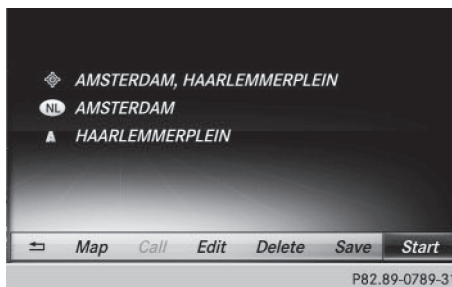 AMSTERDAM, HAARLEMMERPLEIN
NL AMSTERDAM
HAARLEMMERPLEIN
Map Call Edit Delete Save Start
P82.89-0789-31